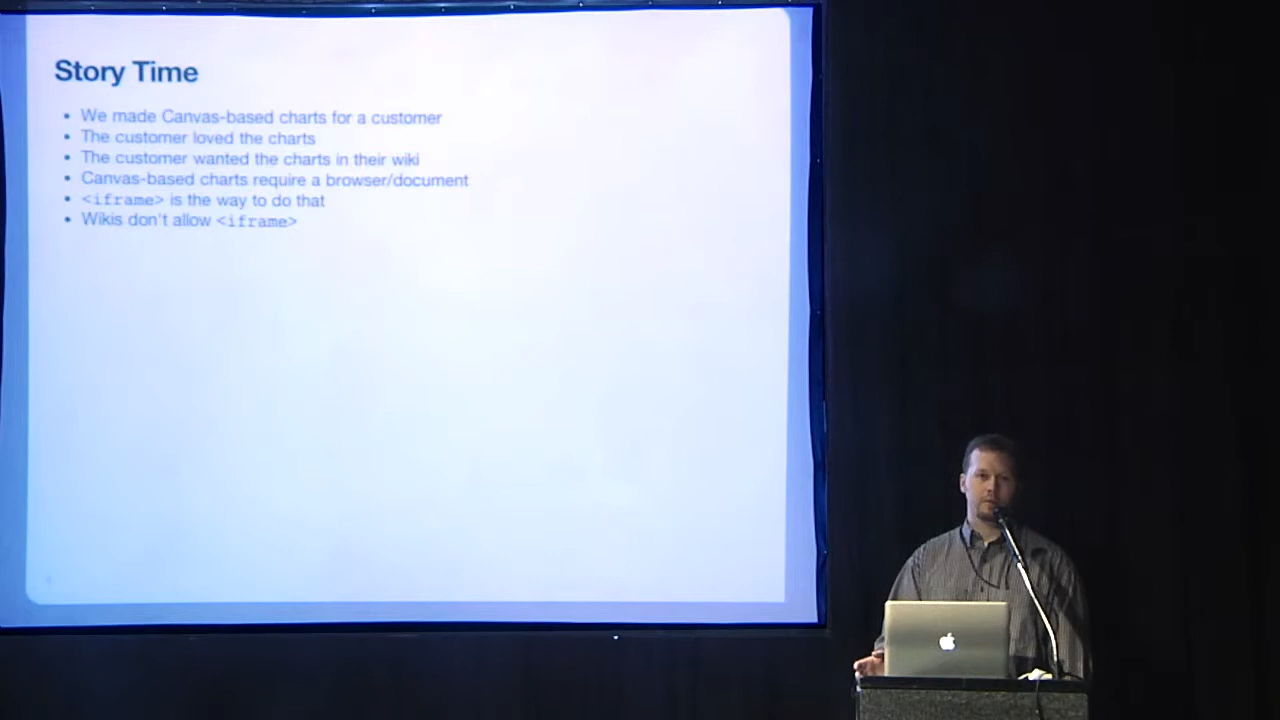 Story Time
• We made Canvas-based charts for a customer
• The customer loved the charts
• The customer wanted the charts in their wiki
• Canvas-based charts require a browser/document
• <iframe> is the way to do that
• Wikis don't allow <iframe>